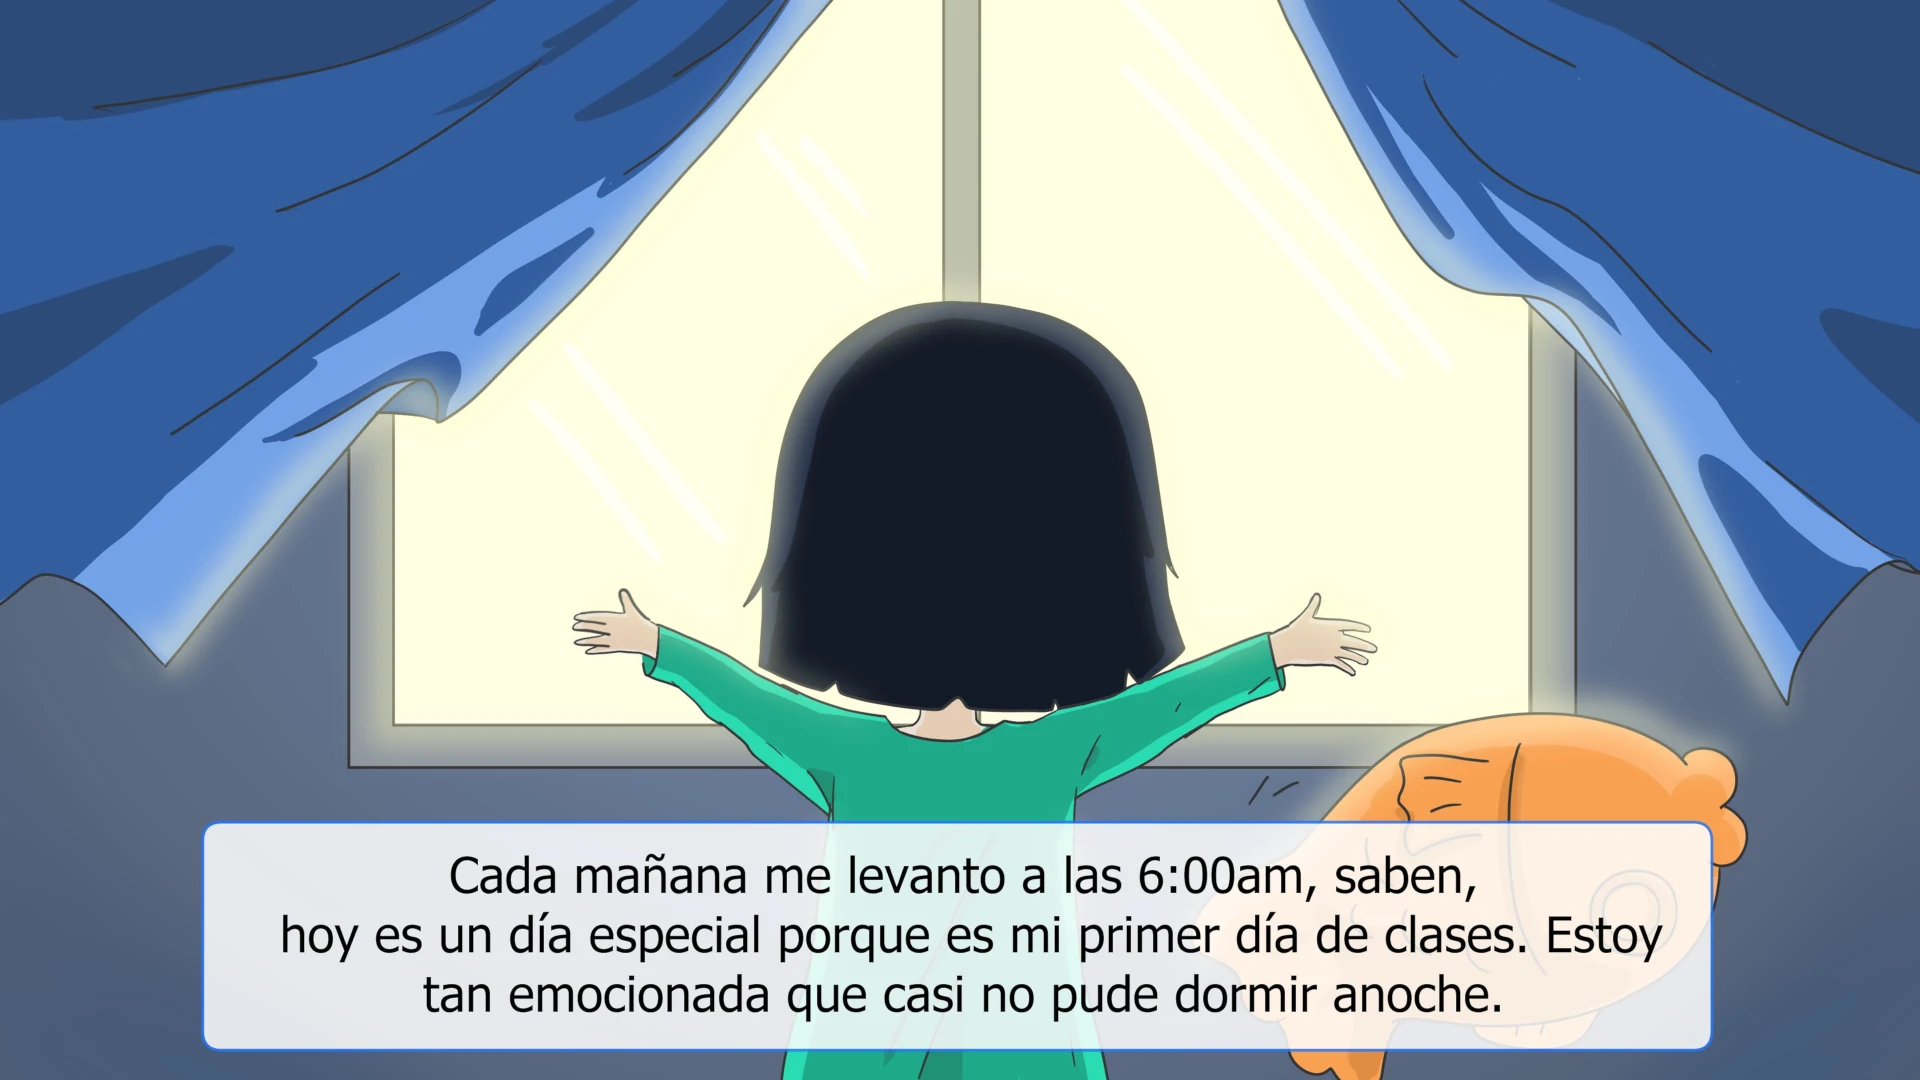 Cada mañana me levanto a las 6:00am, saben,
hoy es un día especial porque es mi primer día de clases. Estoy
tan emocionada que casi no pude dormir anoche.